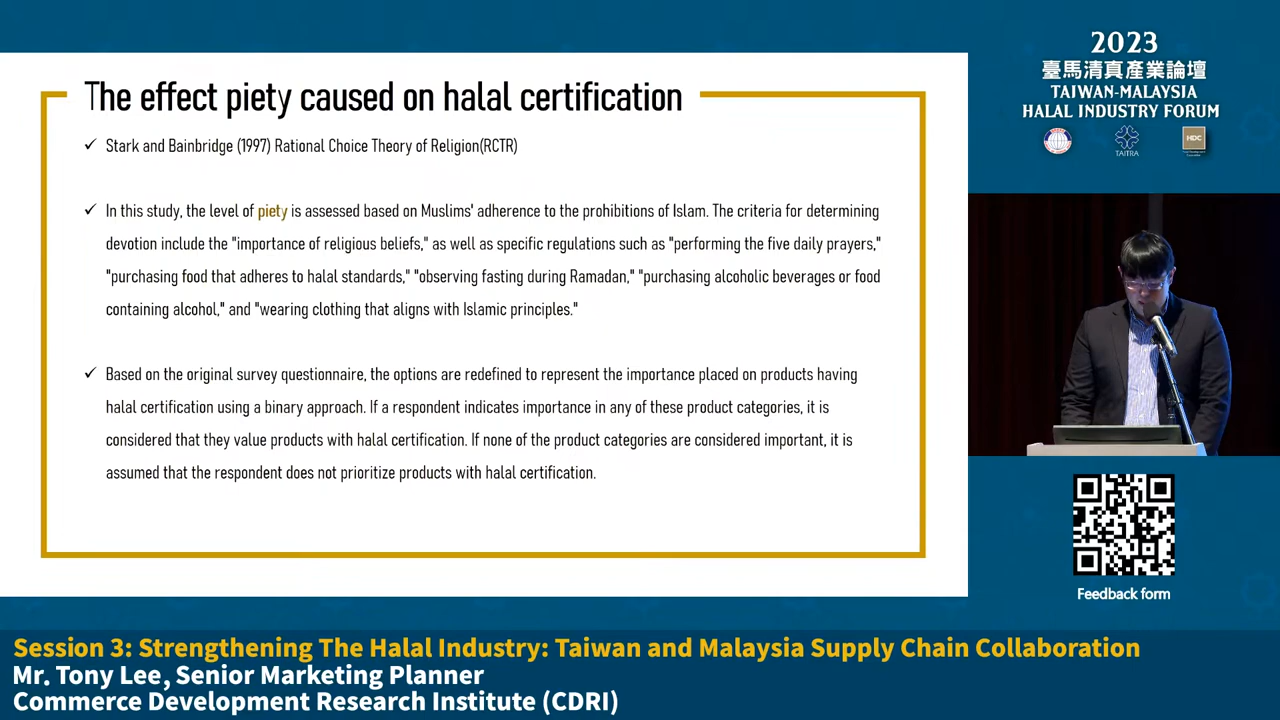 The effect piety caused on halal certification
✓ Stark and Bainbridge (1997) Rational Choice Theory of Religion(RCTR)
✓ In this study, the level of piety is assessed based on Muslims' adherence to the prohibitions of Islam. The criteria for determining
devotion include the "importance of religious beliefs," as well as specific regulations such as "performing the five daily prayers,"
"purchasing food that adheres to halal standards," "observing fasting during Ramadan," "purchasing alcoholic beverages or food
containing alcohol," and "wearing clothing that aligns with Islamic principles."
✓ Based on the original survey questionnaire, the options are redefined to represent the importance placed on products having
halal certification using a binary approach. If a respondent indicates importance in any of these product categories, it is
considered that they value products with halal certification. If none of the product categories are considered important, it is
assumed that the respondent does not prioritize products with halal certification.
2023
臺馬清真產業論壇
TAIWAN-MALAYSIA
HALAL INDUSTRY FORUM
TAITRA
HDC
Feedback form
Session 3: Strengthening The Halal Industry: Taiwan and Malaysia Supply Chain Collaboration
Mr. Tony Lee, Senior Marketing Planner
Commerce Development Research Institute (CDRI)